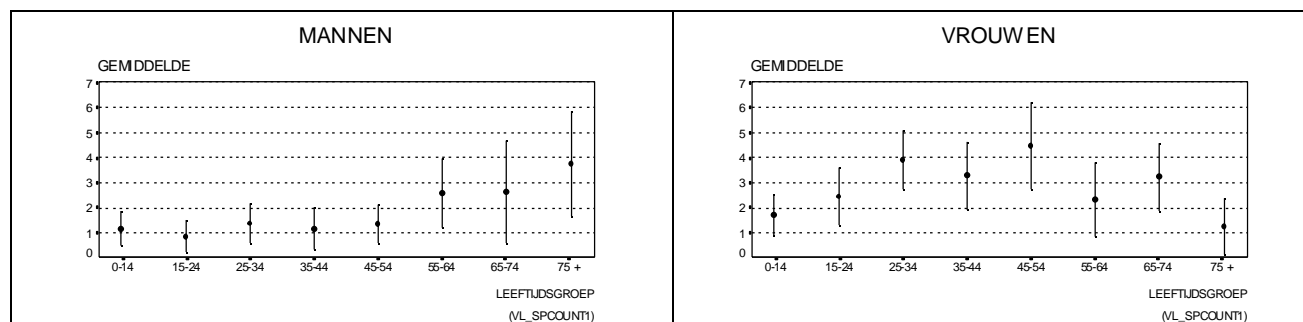 MANNEN
GEMIDDELDE
7
6
5
4
3
2
1
0
0-14 15-24 25-34 35-44 45-54 55-64 65-74 75 +
LEEFTIJDSGROEP
(VL_SPCOUNT1)
VROUWEN
GEMIDDELDE
7
6
5
4
3
2
1
0
0-14 15-24 25-34 35-44 45-54 55-64 65-74 75 +
LEEFTIJDSGROEP
(VL_SPCOUNT1)